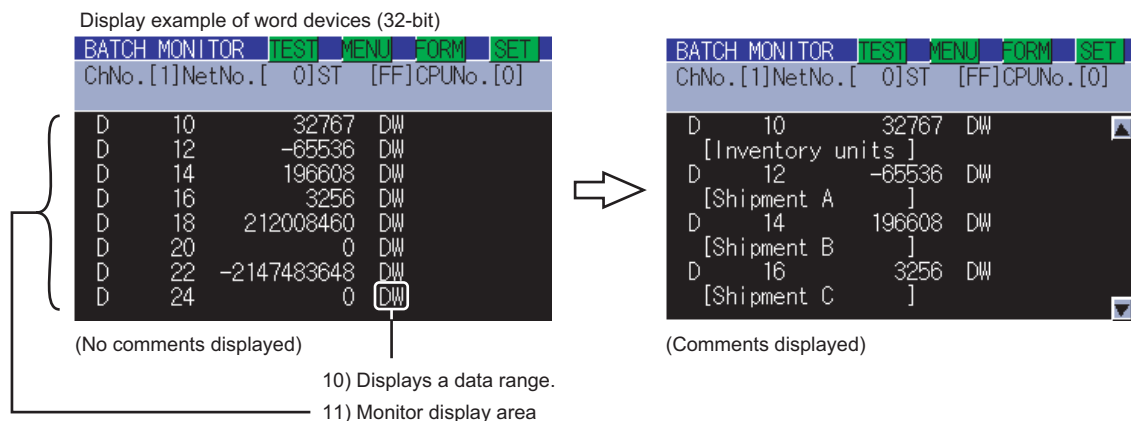 Display example of word devices (32-bit)
BATCH MONITOR TEST MENU FORM SET
ChNo.[1]NetNo.[ 0]ST [FF]CPUNo.[0]
D 10 32767 DW
D 12 -65536 DW
D 14 196608 DW
D 16 3256 DW
D 18 212008460 DW
D 20 0 DW
D 22 -2147483648 DW
D 24 0 DW
(No comments displayed)
10) Displays a data range.
11) Monitor display area
BATCH MONITOR TEST MENU FORM SET
ChNo.[1]NetNo.[ 0]ST [FF]CPUNo.[0]
D 10 32767 DW
[Inventory units ]
D 12 -65536 DW
[Shipment A ]
D 14 196608 DW
[Shipment B ]
D 16 3256 DW
[Shipment C ]
(Comments displayed)